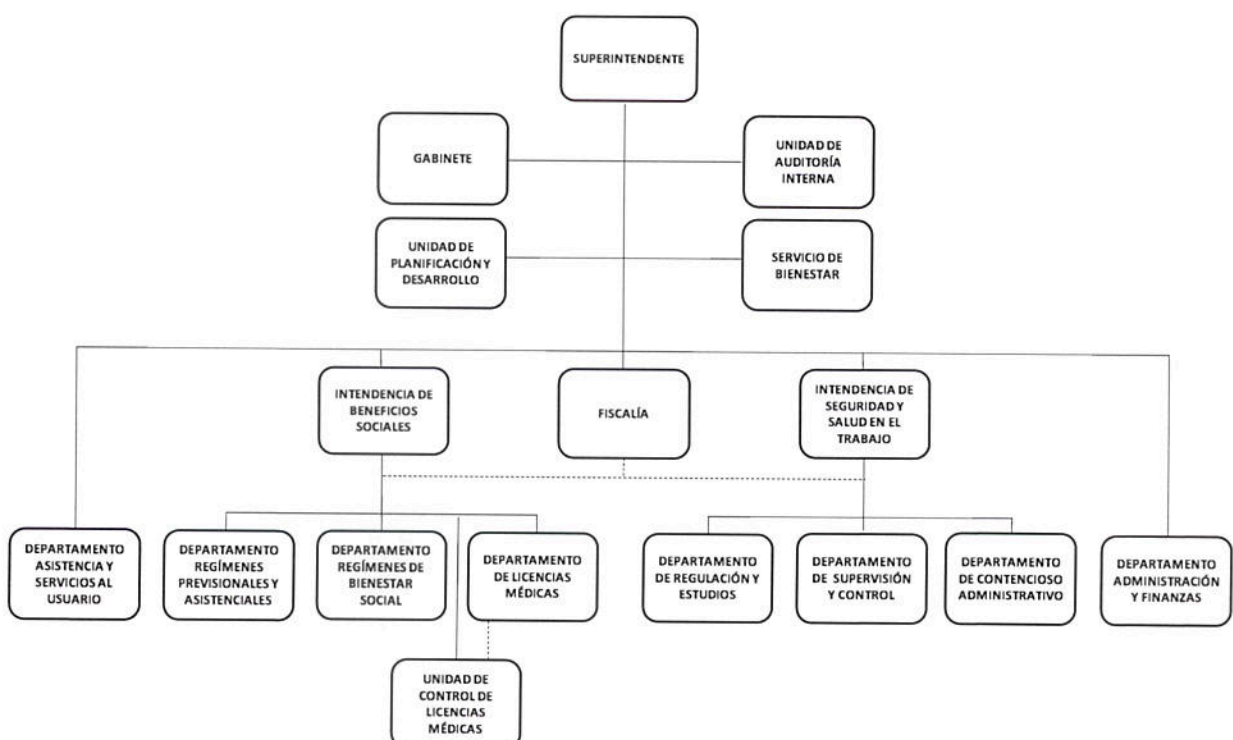 SUPERINTENDENTE
GABINETE
UNIDAD DE
AUDITORÍA
INTERNA
UNIDAD DE
PLANIFICACIÓN Y
DESARROLLO
SERVICIO DE
BIENESTAR
INTENDENCIA DE
BENEFICIOS
SOCIALES
FISCALÍA
INTENDENCIA DE
SEGURIDAD Y
SALUD EN EL
TRABAJO
DEPARTAMENTO
ASISTENCIA Y
SERVICIOS AL
USUARIO
DEPARTAMENTO
REGÍMENES
PREVISIONALES Y
ASISTENCIALES
DEPARTAMENTO
REGÍMENES DE
BIENESTAR
SOCIAL
DEPARTAMENTO
DE LICENCIAS
MÉDICAS
DEPARTAMENTO
DE REGULACIÓN Y
ESTUDIOS
DEPARTAMENTO
DE SUPERVISIÓN
Y CONTROL
DEPARTAMENTO
DE CONTENCIOSO
ADMINISTRATIVO
DEPARTAMENTO
ADMINISTRACIÓN
Y FINANZAS
UNIDAD DE
CONTROL DE
LICENCIAS
MÉDICAS